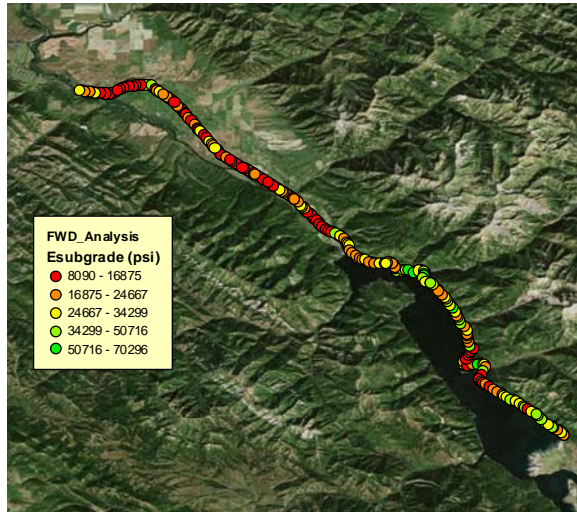 FWD_Analysis
Esubgrade (psi)
8090 - 16875
16875 - 24667
24667 - 34299
34299 - 50716
50716 - 70296